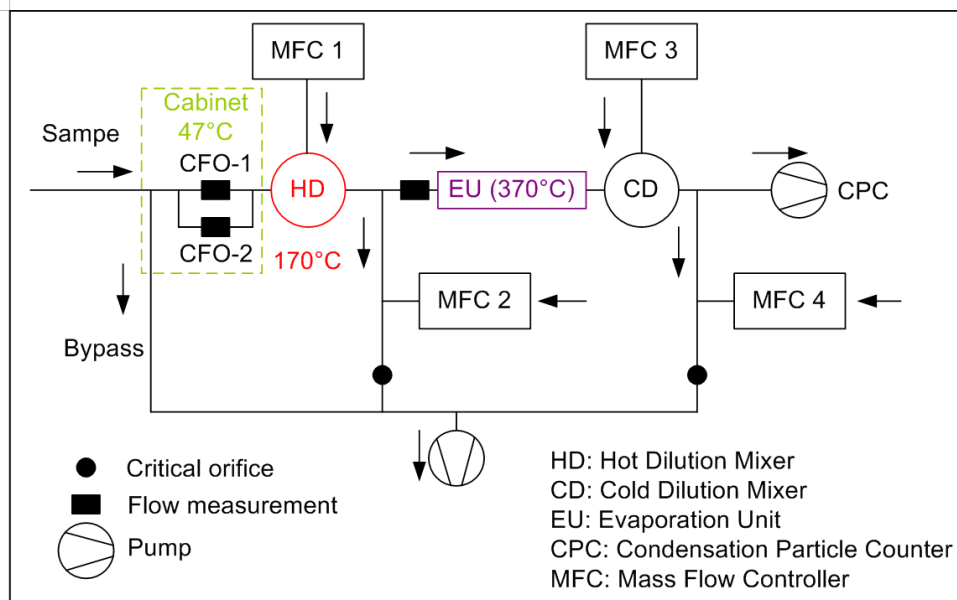 MFC 1
MFC 3
Cabinet
47°C
Sampe
CFO-1
HD
EU (370°C)
CD
CPC
CFO-2
170°C
MFC 2
MFC 4
Bypass
Critical orifice
Flow measurement
Pump
HD: Hot Dilution Mixer
CD: Cold Dilution Mixer
EU: Evaporation Unit
CPC: Condensation Particle Counter
MFC: Mass Flow Controller